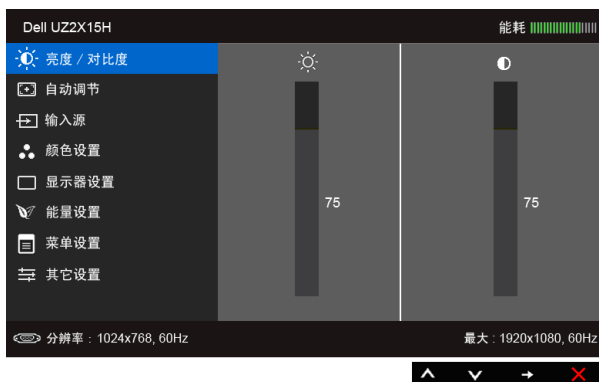 Dell UZ2X15H
能耗
亮度 / 对比度
自动调节
输入源
颜色设置
显示器设置
能量设置
菜单设置
其它设置
75
75
分辨率 : 1024x768, 60Hz
最大 : 1920x1080, 60Hz